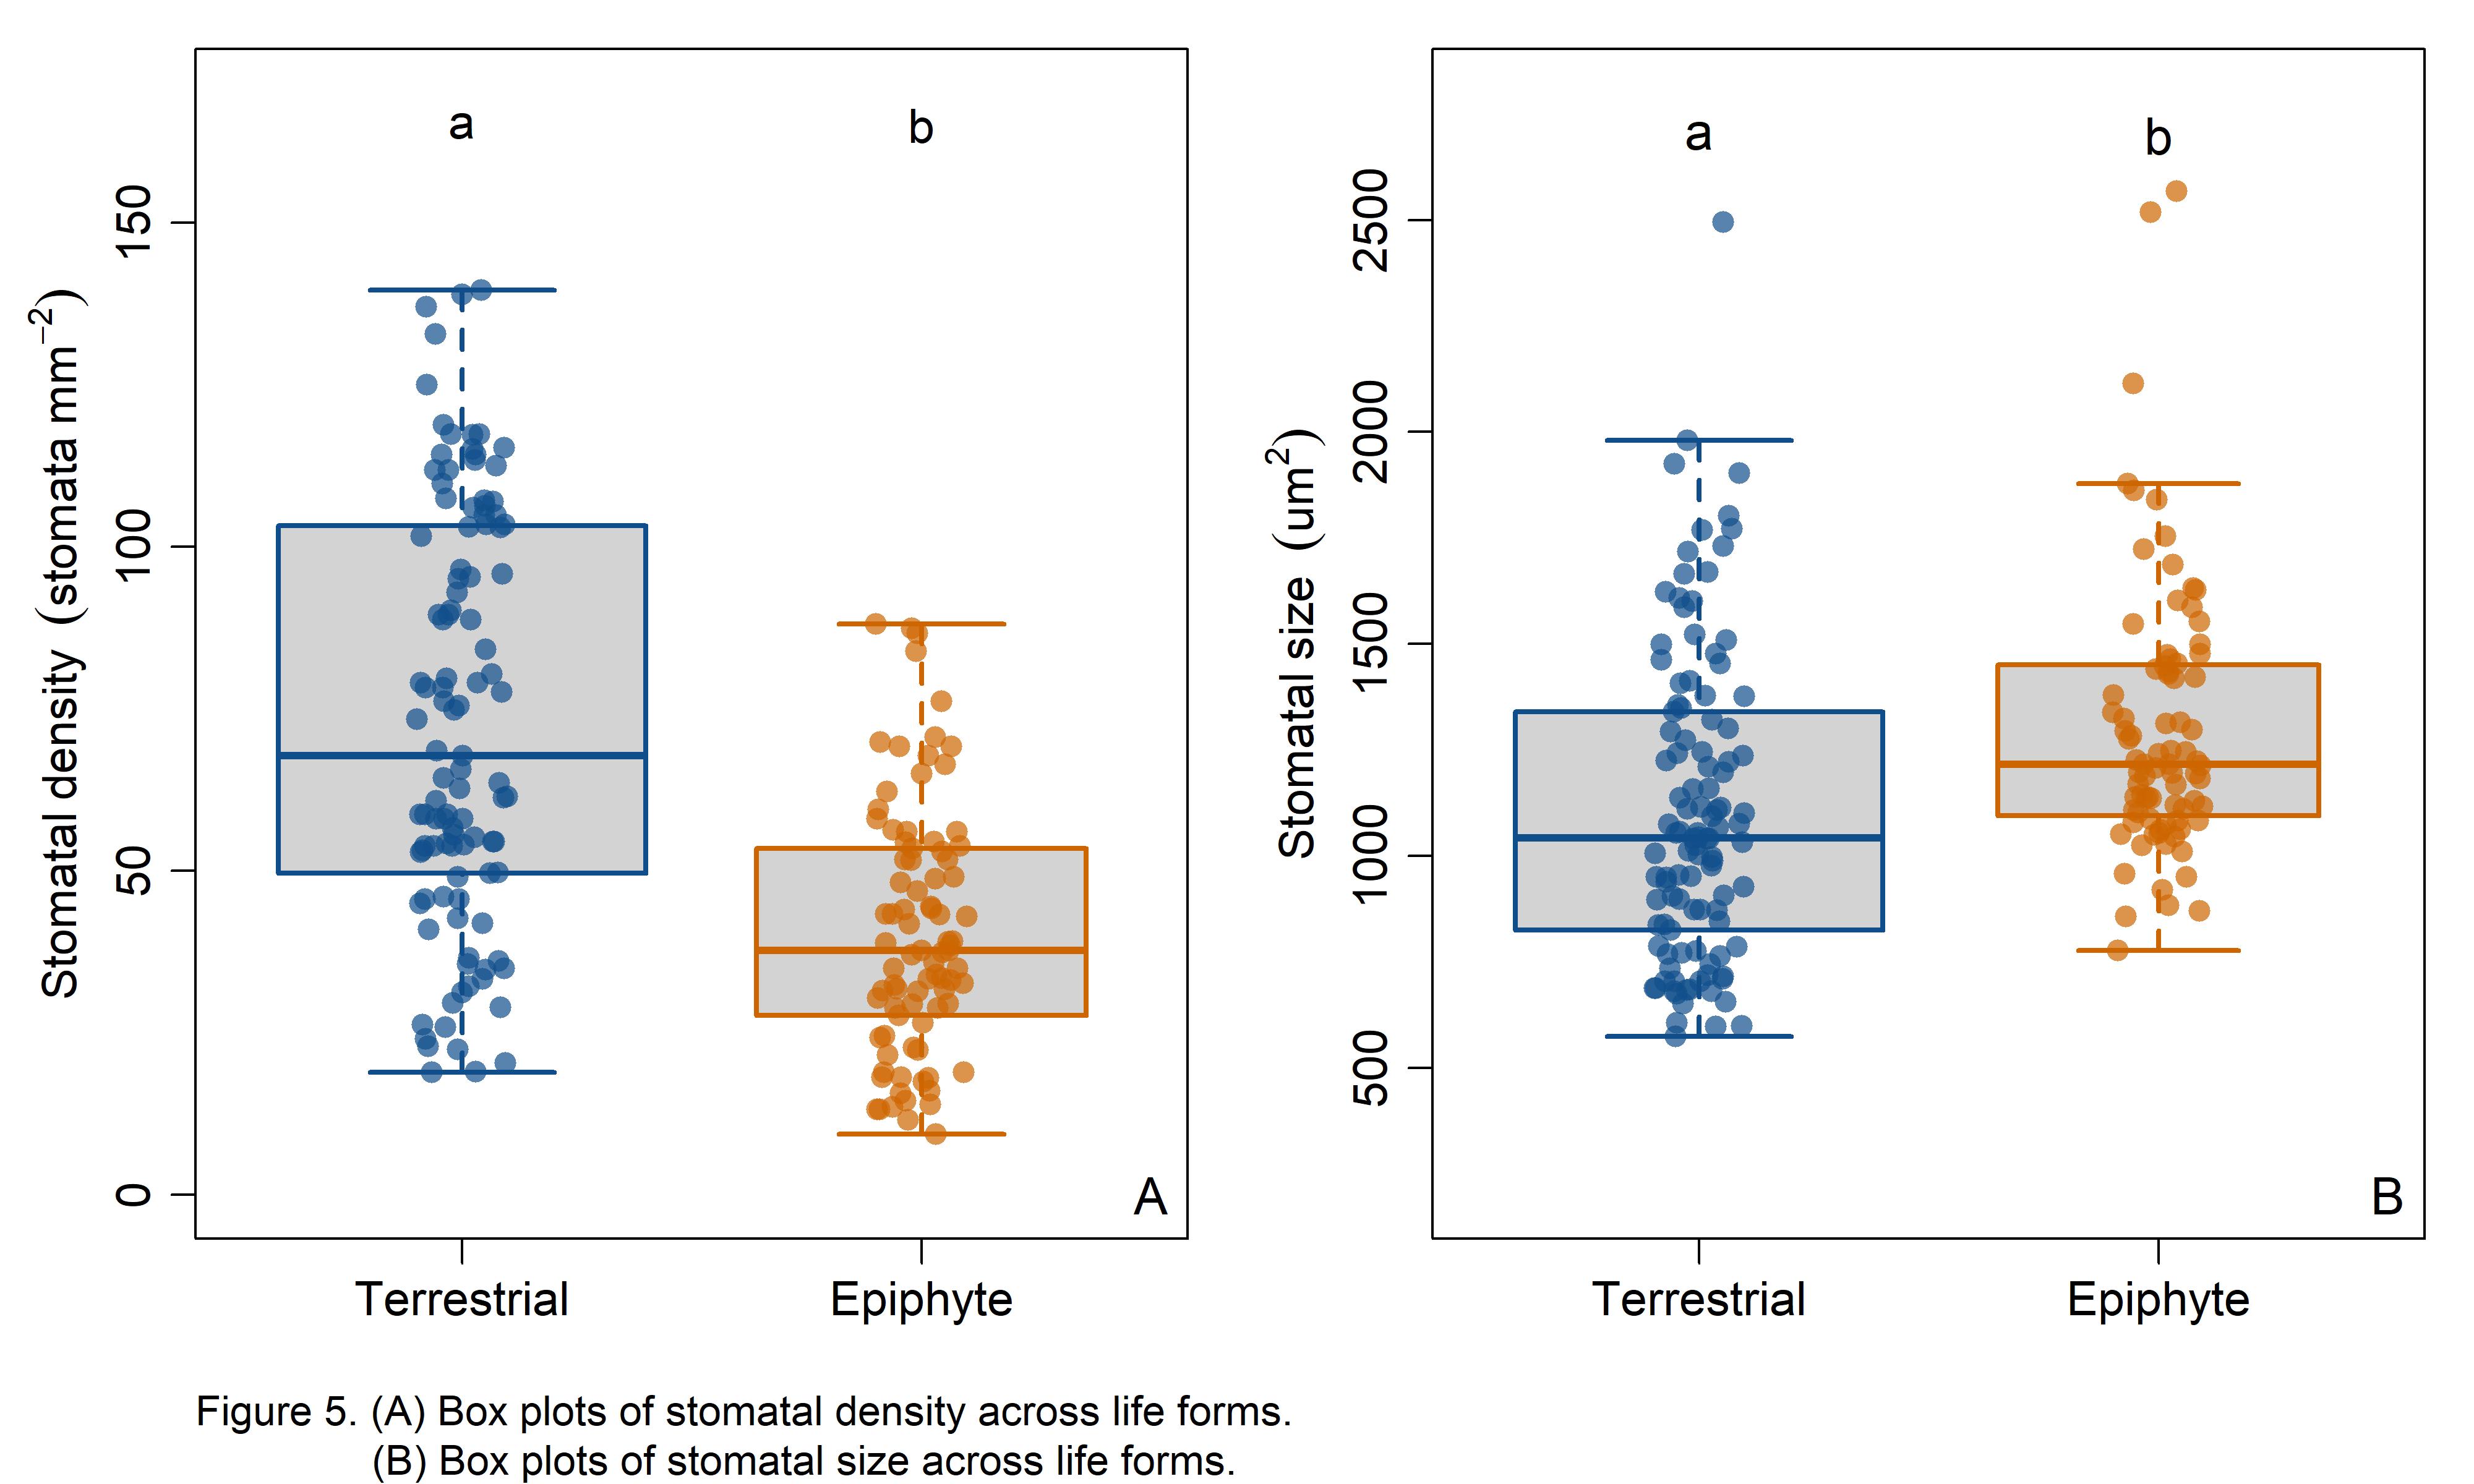 a
b
150
100
50
0
Stomatal density (stomata mm−2)
Terrestrial
Epiphyte
A
a
b
2500
2000
1500
1000
500
Stomatal size (um2)
Terrestrial
Epiphyte
B
Figure 5. (A) Box plots of stomatal density across life forms.
(B) Box plots of stomatal size across life forms.